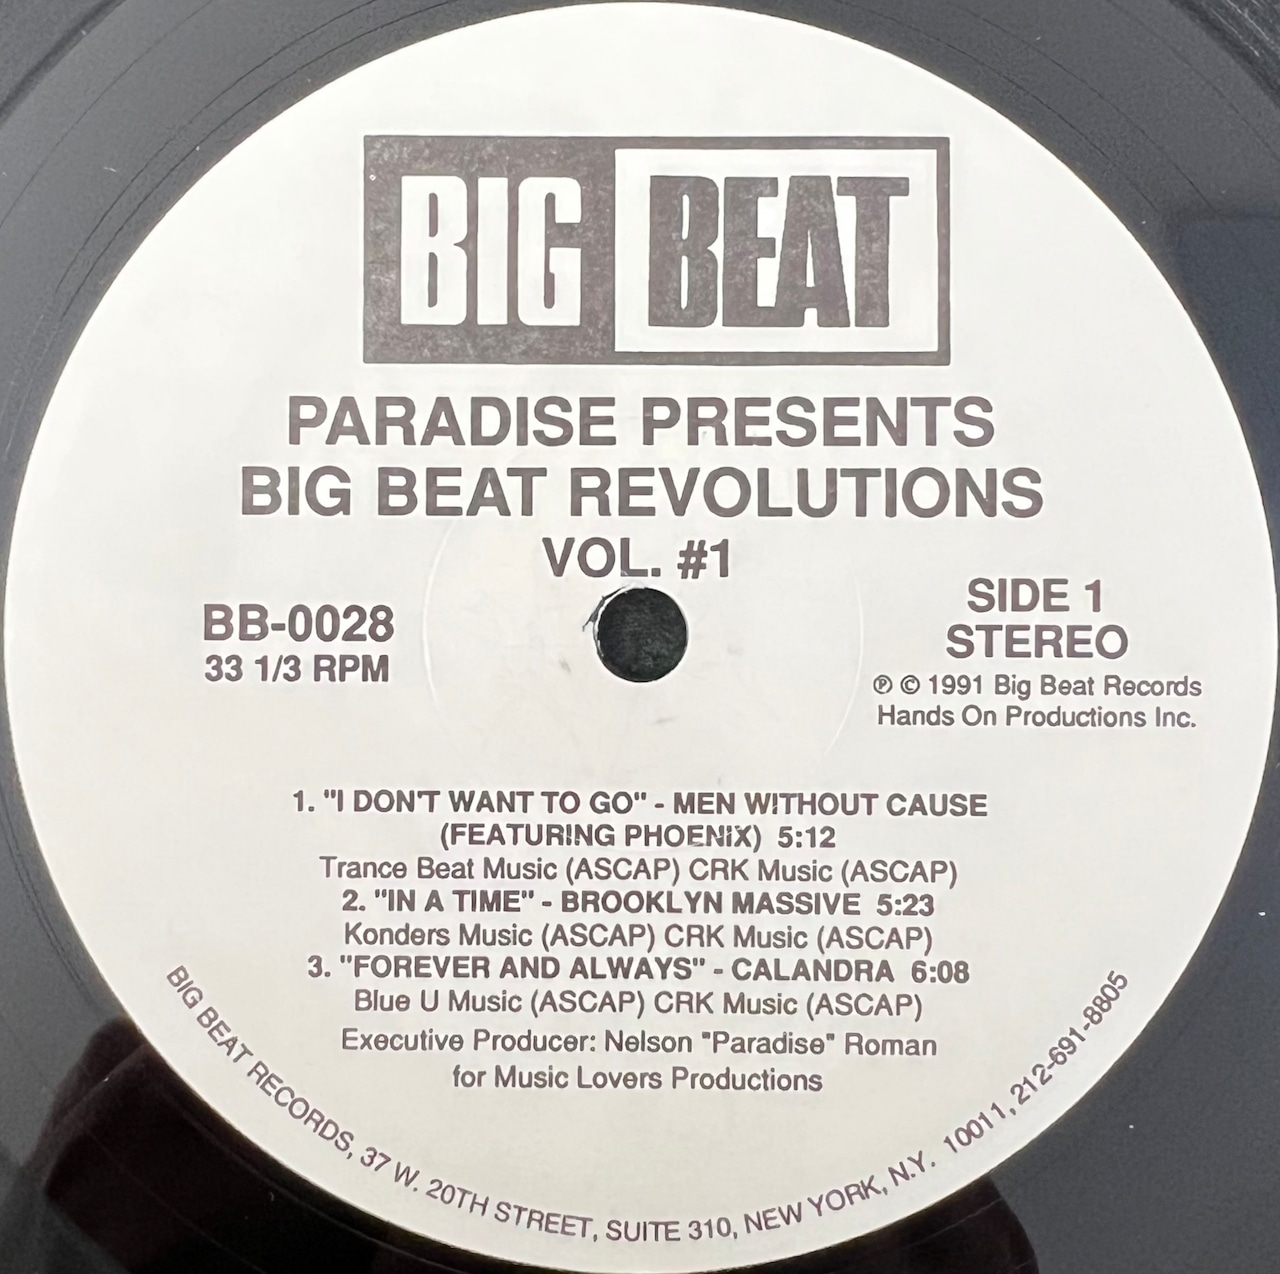 BIG BEAT
PARADISE PRESENTS
BIG BEAT REVOLUTIONS
VOL. #1
BB-0028
33 1/3 RPM
SIDE 1
STEREO
℗ © 1991 Big Beat Records
Hands On Productions Inc.
1. "I DON'T WANT TO GO" - MEN WITHOUT CAUSE
(FEATURING PHOENIX) 5:12
Trance Beat Music (ASCAP) CRK Music (ASCAP)
2. "IN A TIME" - BROOKLYN MASSIVE 5:23
Konders Music (ASCAP) CRK Music (ASCAP)
3. "FOREVER AND ALWAYS" - CALANDRA 6:08
Blue U Music (ASCAP) CRK Music (ASCAP)
Executive Producer: Nelson "Paradise" Roman
for Music Lovers Productions
BIG BEAT RECORDS, 37 W. 20TH STREET, SUITE 310, NEW YORK, N.Y. 10011, 212-691-8805